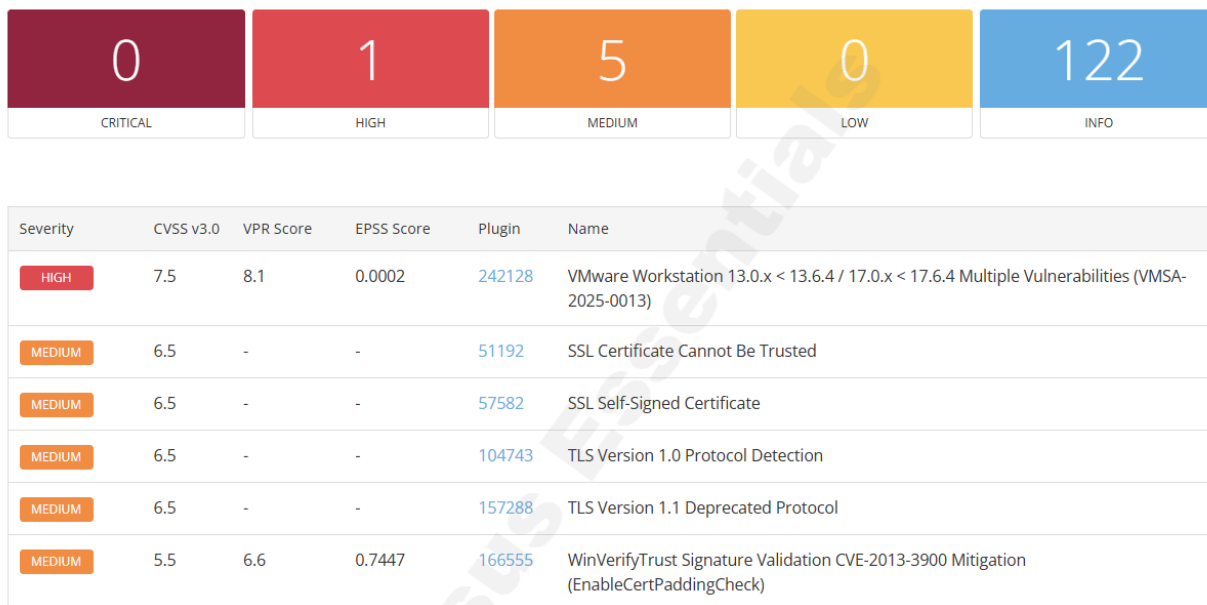 0 1 5 0 122
CRITICAL HIGH MEDIUM LOW INFO
Severity CVSS v3.0 VPR Score EPSS Score Plugin Name
HIGH 7.5 8.1 0.0002 242128 VMware Workstation 13.0.x < 13.6.4 / 17.0.x < 17.6.4 Multiple Vulnerabilities (VMSA-
2025-0013)
MEDIUM 6.5 - - 51192 SSL Certificate Cannot Be Trusted
MEDIUM 6.5 - - 57582 SSL Self-Signed Certificate
MEDIUM 6.5 - - 104743 TLS Version 1.0 Protocol Detection
MEDIUM 6.5 - - 157288 TLS Version 1.1 Deprecated Protocol
MEDIUM 5.5 6.6 0.7447 166555 WinVerifyTrust Signature Validation CVE-2013-3900 Mitigation
(EnableCertPaddingCheck)
sus Essentials